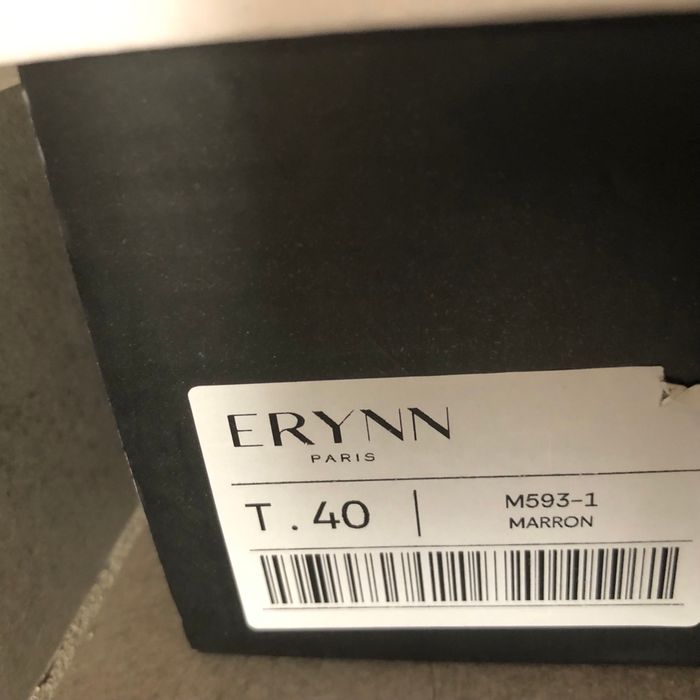 ERYNN
PARIS
T . 40
M593-1
MARRON